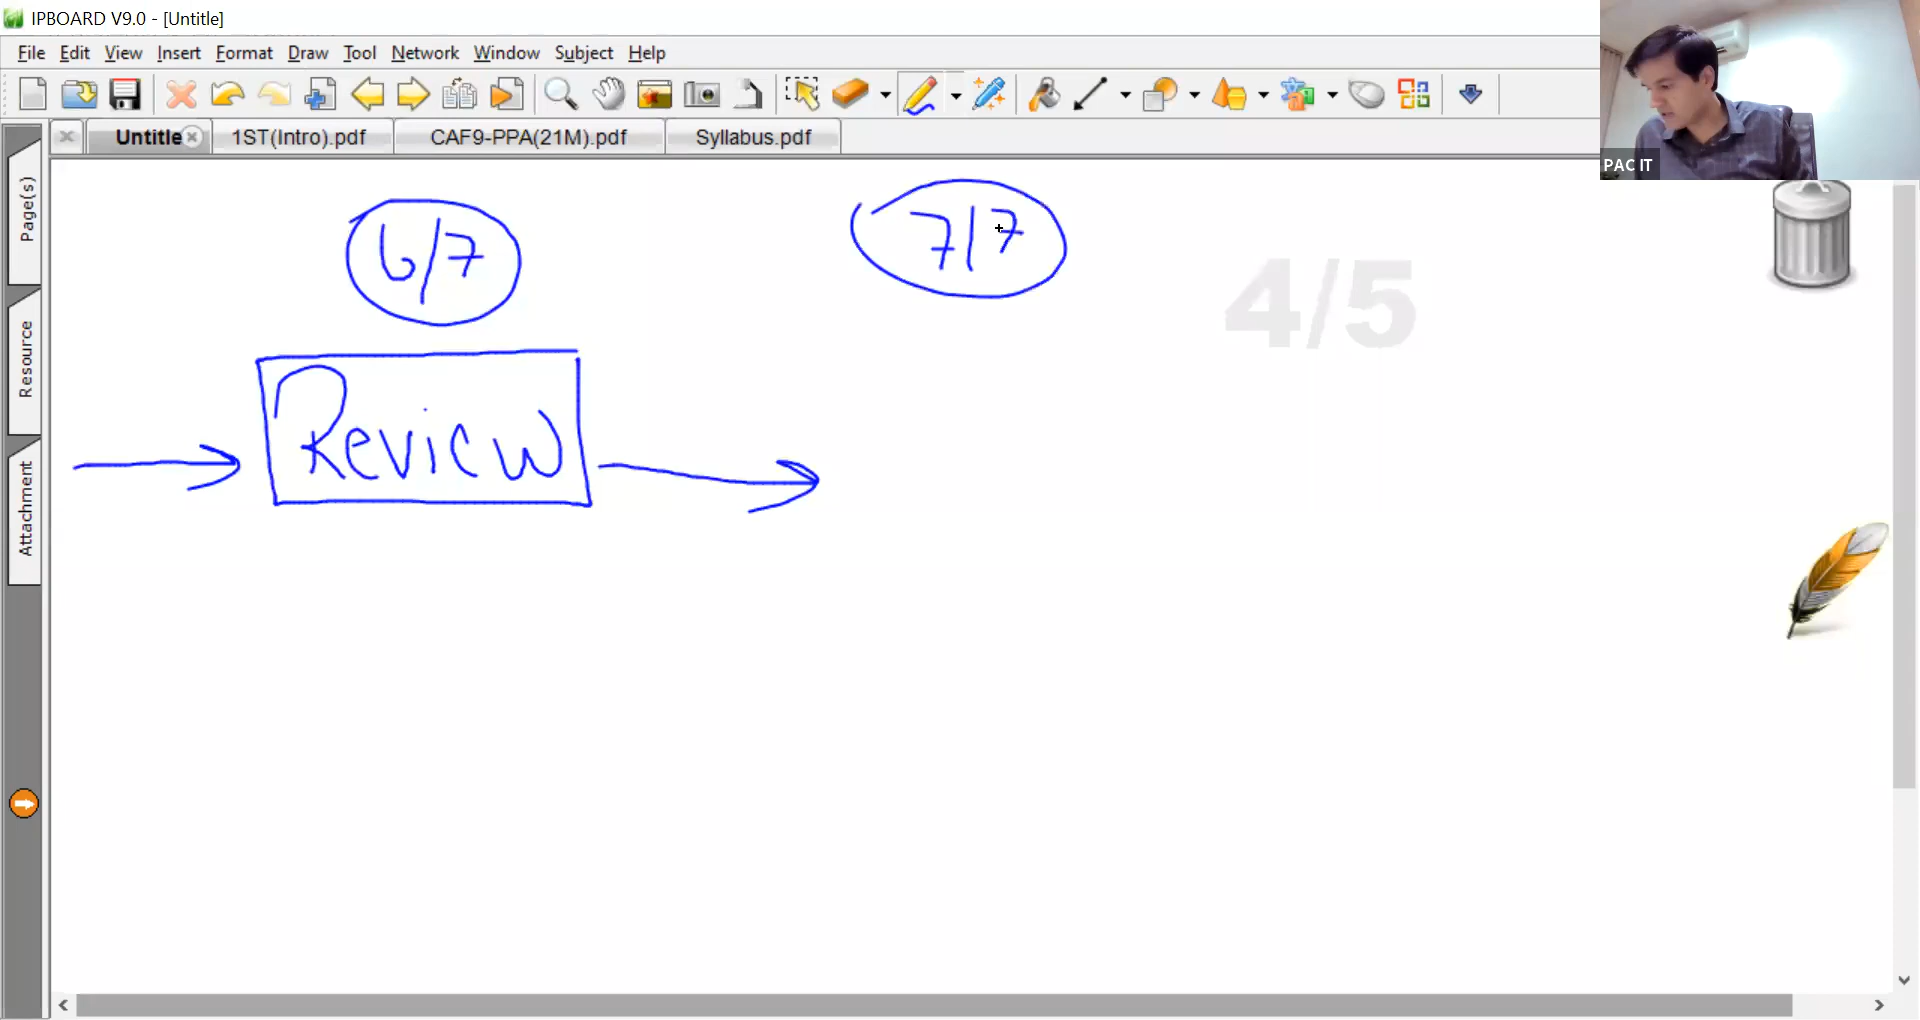 IPBOARD V9.0 - [Untitle]
File Edit View Insert Format Draw Tool Network Window Subject Help
Untitle 1ST(Intro).pdf CAF9-PPA(21M).pdf Syllabus.pdf
PAC IT
Page(s)
Resource
Attachment
6/7
7/7
4/5
Review